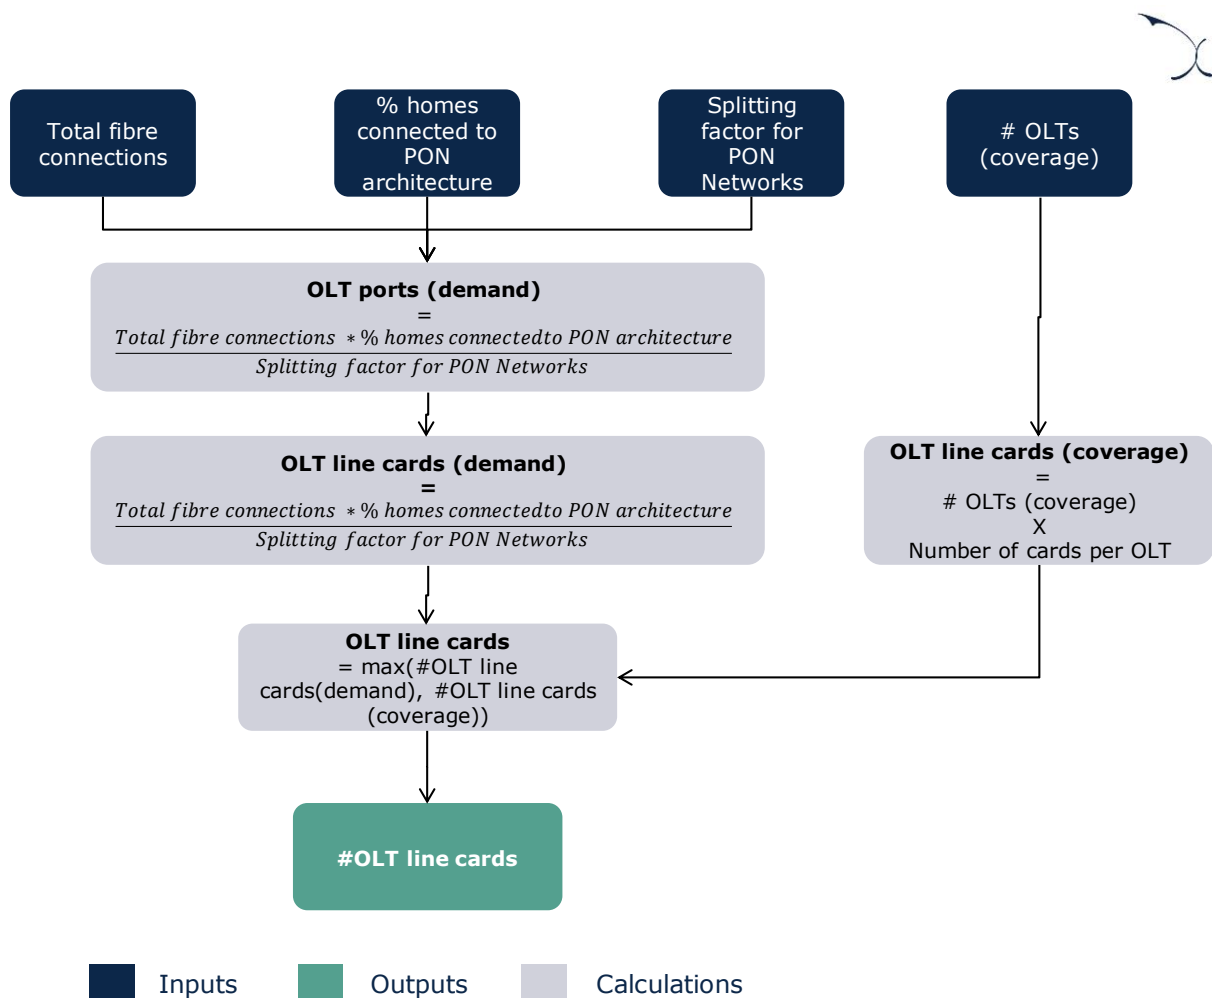 Total fibre
connections
% homes
connected to
PON
architecture
Splitting
factor for
PON
Networks
# OLTs
(coverage)
OLT ports (demand)
=
Total fibre connections * % homes connectedto PON architecture
Splitting factor for PON Networks
OLT line cards (demand)
=
Total fibre connections * % homes connectedto PON architecture
Splitting factor for PON Networks
OLT line cards (coverage)
=
# OLTs (coverage)
X
Number of cards per OLT
OLT line cards
= max(#OLT line
cards(demand), #OLT line cards
(coverage))
#OLT line cards
Inputs
Outputs
Calculations